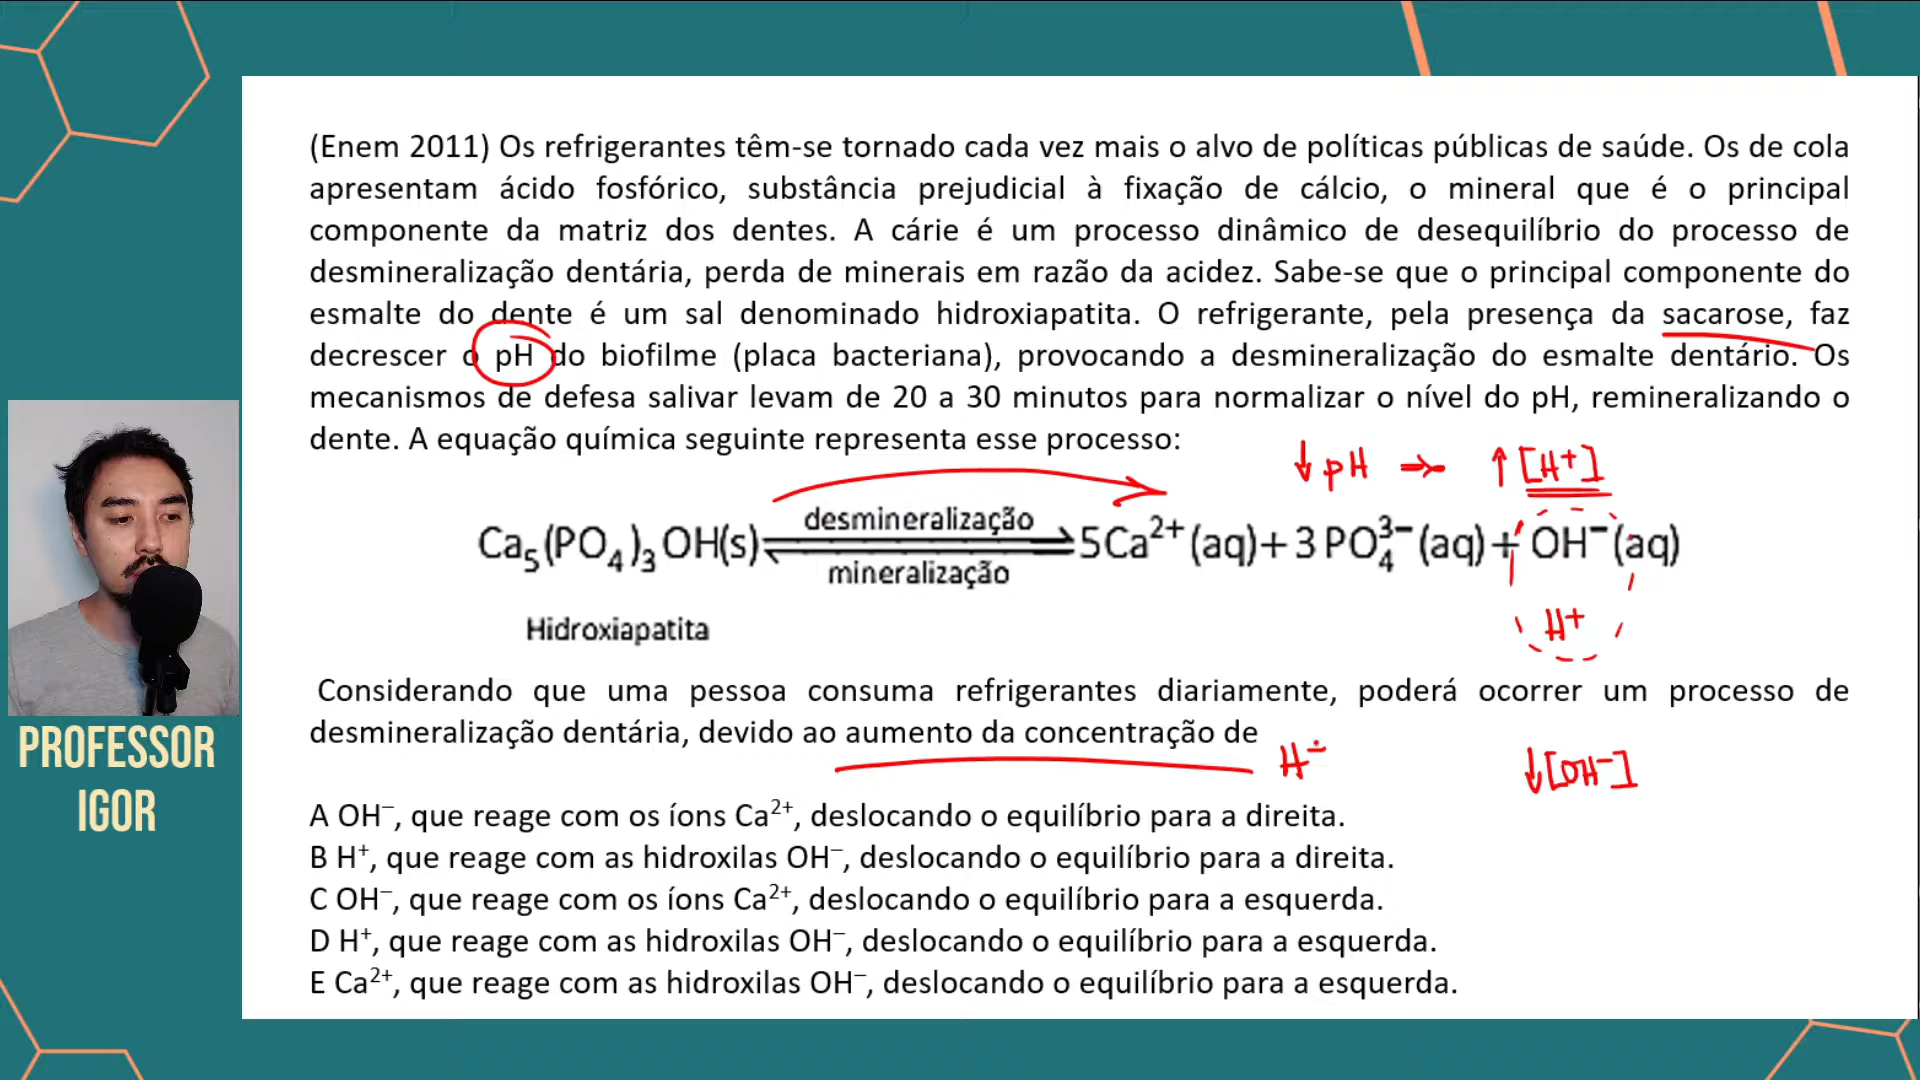 (Enem 2011) Os refrigerantes têm-se tornado cada vez mais o alvo de políticas públicas de saúde. Os de cola
apresentam ácido fosfórico, substância prejudicial à fixação de cálcio, o mineral que é o principal
componente da matriz dos dentes. A cárie é um processo dinâmico de desequilíbrio do processo de
desmineralização dentária, perda de minerais em razão da acidez. Sabe-se que o principal componente do
esmalte do dente é um sal denominado hidroxiapatita. O refrigerante, pela presença da sacarose, faz
decrescer o pH do biofilme (placa bacteriana), provocando a desmineralização do esmalte dentário. Os
mecanismos de defesa salivar levam de 20 a 30 minutos para normalizar o nível do pH, remineralizando o
dente. A equação química seguinte representa esse processo:
↓ pH → ↑ [H⁺]
Ca₅(PO₄)₃OH(s) desmineralização 5Ca²⁺(aq)+3PO₄³⁻(aq)+OH⁻(aq)
mineralização
Hidroxiapatita
H⁺
Considerando que uma pessoa consuma refrigerantes diariamente, poderá ocorrer um processo de
desmineralização dentária, devido ao aumento da concentração de
H⁺ ↓[OH⁻]
A OH⁻, que reage com os íons Ca²⁺, deslocando o equilíbrio para a direita.
B H⁺, que reage com as hidroxilas OH⁻, deslocando o equilíbrio para a direita.
C OH⁻, que reage com os íons Ca²⁺, deslocando o equilíbrio para a esquerda.
D H⁺, que reage com as hidroxilas OH⁻, deslocando o equilíbrio para a esquerda.
E Ca²⁺, que reage com as hidroxilas OH⁻, deslocando o equilíbrio para a esquerda.
PROFESSOR
IGOR